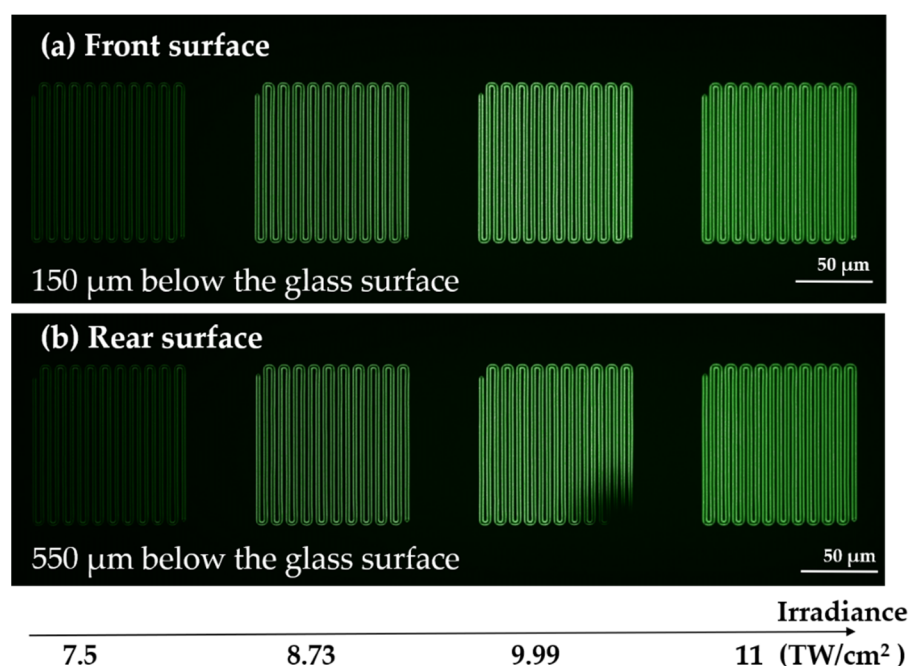 (a) Front surface
150 µm below the glass surface
50 µm
(b) Rear surface
550 µm below the glass surface
50 µm
Irradiance
7.5 8.73 9.99 11 (TW/cm² )